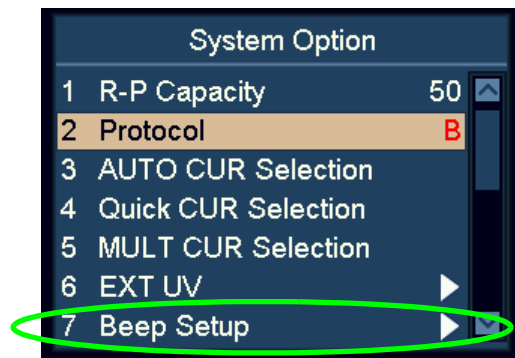 System Option
1 R-P Capacity 50
2 Protocol B
3 AUTO CUR Selection
4 Quick CUR Selection
5 MULT CUR Selection
6 EXT UV
7 Beep Setup